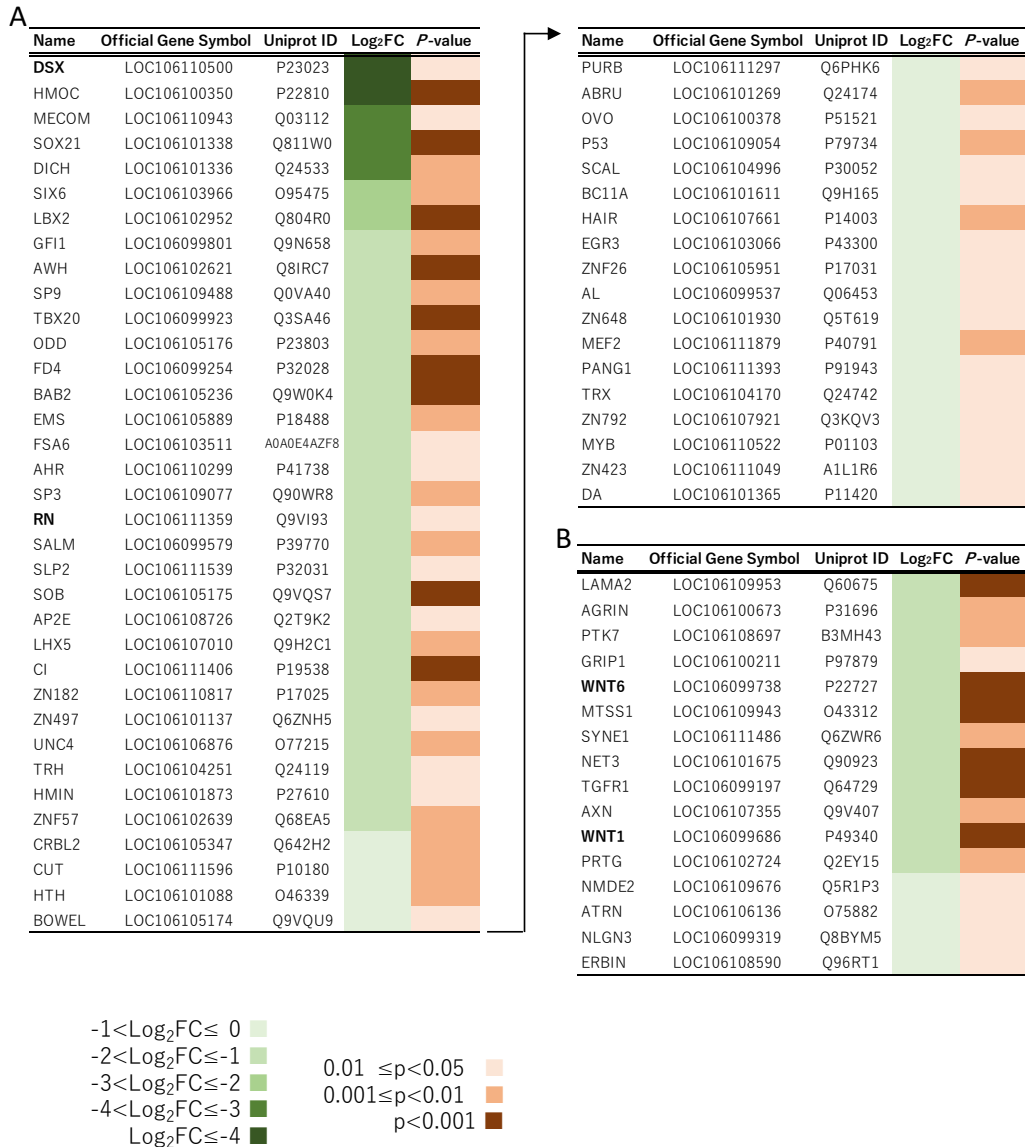 A
Name Official Gene Symbol Uniprot ID Log₂FC P-value
DSX LOC106110500 P23023
HMOC LOC106100350 P22810
MECOM LOC106110943 Q03112
SOX21 LOC106101338 Q811W0
DICH LOC106101336 Q24533
SIX6 LOC106103966 O95475
LBX2 LOC106102952 Q804R0
GFI1 LOC106099801 Q9N658
AWH LOC106102621 Q8IRC7
SP9 LOC106109488 Q0VA40
TBX20 LOC106099923 Q3SA46
ODD LOC106105176 P23803
FD4 LOC106099254 P32028
BAB2 LOC106105236 Q9W0K4
EMS LOC106105889 P18488
FSA6 LOC106103511 A0A0E4AZF8
AHR LOC106110299 P41738
SP3 LOC106109077 Q90WR8
RN LOC106111359 Q9VI93
SALM LOC106099579 P39770
SLP2 LOC106111539 P32031
SOB LOC106105175 Q9VQS7
AP2E LOC106108726 Q2T9K2
LHX5 LOC106107010 Q9H2C1
CI LOC106111406 P19538
ZN182 LOC106110817 P17025
ZN497 LOC106101137 Q6ZNH5
UNC4 LOC106106876 O77215
TRH LOC106104251 Q24119
HMIN LOC106101873 P27610
ZNF57 LOC106102639 Q68EA5
CRBL2 LOC106105347 Q642H2
CUT LOC106111596 P10180
HTH LOC106101088 O46339
BOWEL LOC106105174 Q9VQU9
Name Official Gene Symbol Uniprot ID Log₂FC P-value
PURB LOC106111297 Q6PHK6
ABRU LOC106101269 Q24174
OVO LOC106100378 P51521
P53 LOC106109054 P79734
SCAL LOC106104996 P30052
BC11A LOC106101611 Q9H165
HAIR LOC106107661 P14003
EGR3 LOC106103066 P43300
ZNF26 LOC106105951 P17031
AL LOC106099537 Q06453
ZN648 LOC106101930 Q5T619
MEF2 LOC106111879 P40791
PANG1 LOC106111393 P91943
TRX LOC106104170 Q24742
ZN792 LOC106107921 Q3KQV3
MYB LOC106110522 P01103
ZN423 LOC106111049 A1L1R6
DA LOC106101365 P11420
B
Name Official Gene Symbol Uniprot ID Log₂FC P-value
LAMA2 LOC106109953 Q60675
AGRIN LOC106100673 P31696
PTK7 LOC106108697 B3MH43
GRIP1 LOC106100211 P97879
WNT6 LOC106099738 P22727
MTSS1 LOC106109943 O43312
SYNE1 LOC106111486 Q6ZWR6
NET3 LOC106101675 Q90923
TGFR1 LOC106099197 Q64729
AXN LOC106107355 Q9V407
WNT1 LOC106099686 P49340
PRTG LOC106102724 Q2EY15
NMDE2 LOC106109676 Q5R1P3
ATRN LOC106106136 O75882
NLGN3 LOC106099319 Q8BYM5
ERBIN LOC106108590 Q96RT1
-1<Log₂FC≤ 0
-2<Log₂FC≤-1
-3<Log₂FC≤-2
-4<Log₂FC≤-3
Log₂FC≤-4
0.01 ≤p<0.05
0.001≤p<0.01
p<0.001